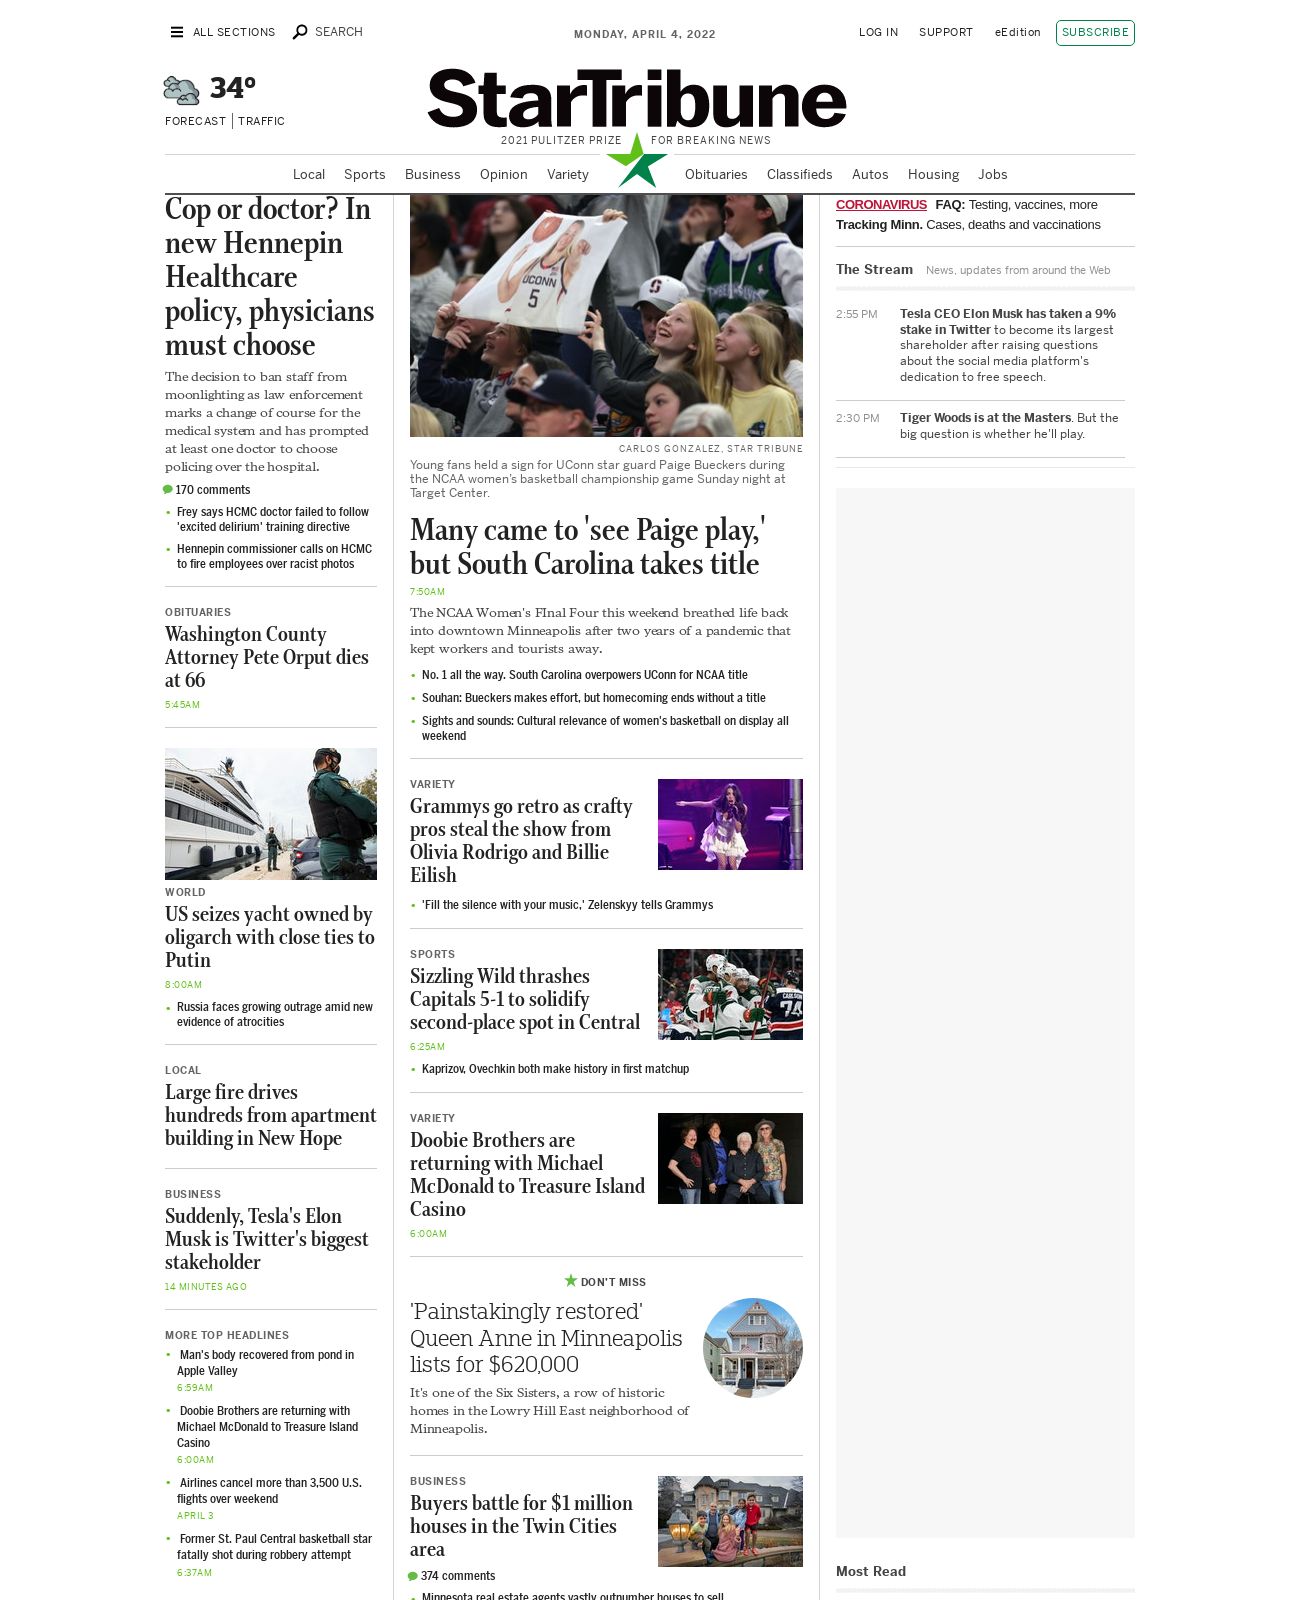 ALL SECTIONS
SEARCH
MONDAY, APRIL 4, 2022
LOG IN
SUPPORT
eEdition
SUBSCRIBE
34°
FORECAST
TRAFFIC
StarTribune
2021 PULITZER PRIZE
FOR BREAKING NEWS
Local
Sports
Business
Opinion
Variety
Obituaries
Classifieds
Autos
Housing
Jobs
Cop or doctor? In
new Hennepin
Healthcare
policy, physicians
must choose
The decision to ban staff from
moonlighting as law enforcement
marks a change of course for the
medical system and has prompted
at least one doctor to choose
policing over the hospital.
170 comments
Frey says HCMC doctor failed to follow
'excited delirium' training directive
Hennepin commissioner calls on HCMC
to fire employees over racist photos
OBITUARIES
Washington County
Attorney Pete Orput dies
at 66
5:45AM
WORLD
US seizes yacht owned by
oligarch with close ties to
Putin
8:00AM
Russia faces growing outrage amid new
evidence of atrocities
LOCAL
Large fire drives
hundreds from apartment
building in New Hope
BUSINESS
Suddenly, Tesla's Elon
Musk is Twitter's biggest
stakeholder
14 MINUTES AGO
MORE TOP HEADLINES
Man's body recovered from pond in
Apple Valley
6:59AM
Doobie Brothers are returning with
Michael McDonald to Treasure Island
Casino
6:00AM
Airlines cancel more than 3,500 U.S.
flights over weekend
APRIL 3
Former St. Paul Central basketball star
fatally shot during robbery attempt
6:37AM
UCONN
5
CARLOS GONZALEZ, STAR TRIBUNE
Young fans held a sign for UConn star guard Paige Bueckers during
the NCAA women's basketball championship game Sunday night at
Target Center.
Many came to 'see Paige play,'
but South Carolina takes title
7:50AM
The NCAA Women's FInal Four this weekend breathed life back
into downtown Minneapolis after two years of a pandemic that
kept workers and tourists away.
No. 1 all the way. South Carolina overpowers UConn for NCAA title
Souhan: Bueckers makes effort, but homecoming ends without a title
Sights and sounds: Cultural relevance of women's basketball on display all
weekend
VARIETY
Grammys go retro as crafty
pros steal the show from
Olivia Rodrigo and Billie
Eilish
'Fill the silence with your music,' Zelenskyy tells Grammys
SPORTS
Sizzling Wild thrashes
Capitals 5-1 to solidify
second-place spot in Central
6:25AM
74
Kaprizov, Ovechkin both make history in first matchup
VARIETY
Doobie Brothers are
returning with Michael
McDonald to Treasure Island
Casino
6:00AM
DON'T MISS
'Painstakingly restored'
Queen Anne in Minneapolis
lists for $620,000
It's one of the Six Sisters, a row of historic
homes in the Lowry Hill East neighborhood of
Minneapolis.
BUSINESS
Buyers battle for $1 million
houses in the Twin Cities
area
374 comments
Minnesota real estate agents vastly outnumber houses to sell
CORONAVIRUS FAQ: Testing, vaccines, more
Tracking Minn. Cases, deaths and vaccinations
The Stream News, updates from around the Web
2:55 PM
Tesla CEO Elon Musk has taken a 9%
stake in Twitter to become its largest
shareholder after raising questions
about the social media platform's
dedication to free speech.
2:30 PM
Tiger Woods is at the Masters. But the
big question is whether he'll play.
Most Read